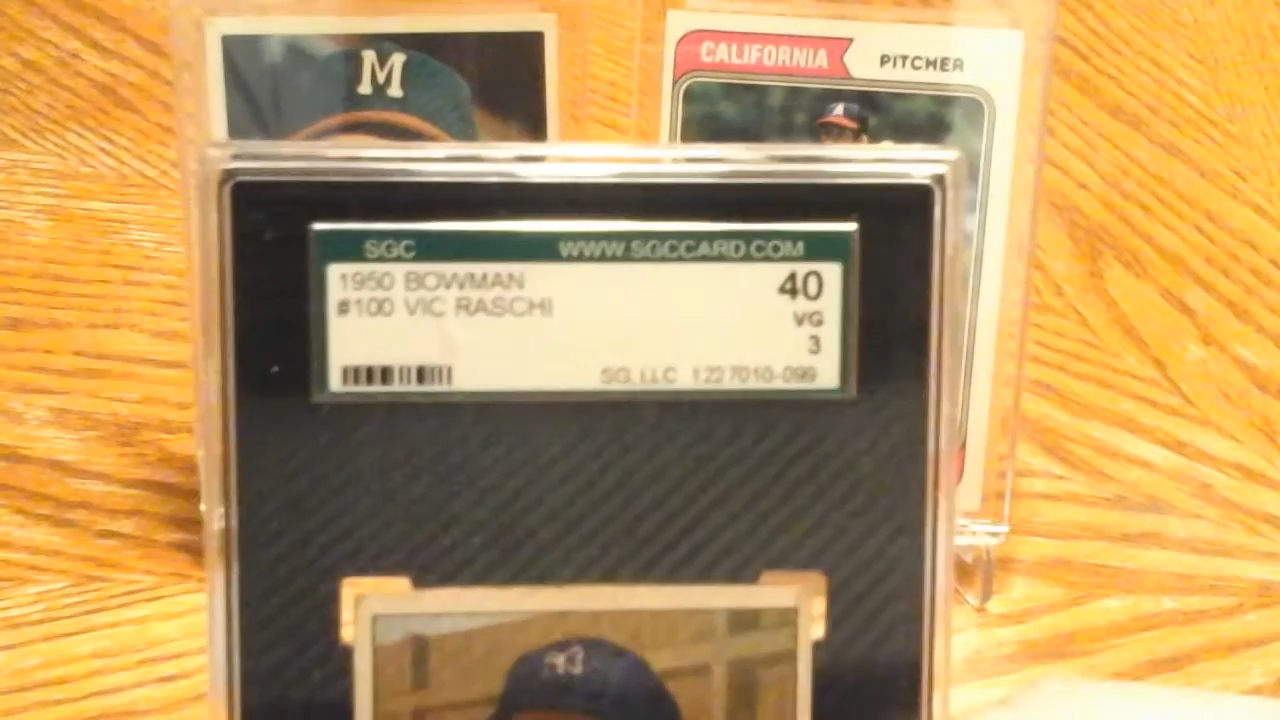 M
CALIFORNIA PITCHER
A
SGC WWW.SGCCARD.COM
1950 BOWMAN 40
#100 VIC RASCHI VG
3
SG, LLC 1227010-099